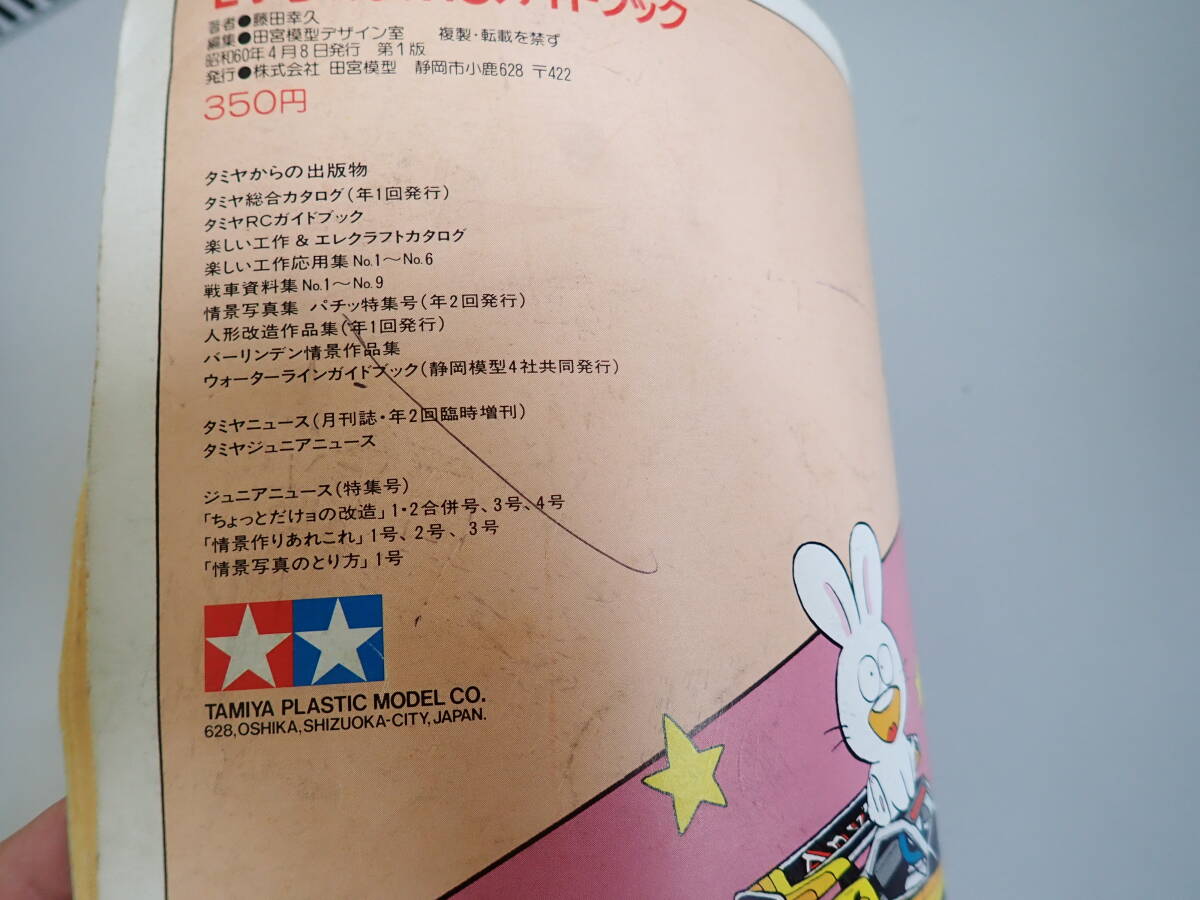 ガイドブック
著者●藤田幸久
編集●田宮模型デザイン室 複製・転載を禁ず
昭和60年4月8日発行 第1版
発行●株式会社 田宮模型 静岡市小鹿628 〒422
350円
タミヤからの出版物
タミヤ総合カタログ(年1回発行)
タミヤRCガイドブック
楽しい工作 & エレクラフトカタログ
楽しい工作応用集No.1〜No.6
戦車資料集No.1〜No.9
情景写真集 パチッ特集号(年2回発行)
人形改造作品集(年1回発行)
バーリンデン情景作品集
ウォーターラインガイドブック(静岡模型4社共同発行)
タミヤニュース(月刊誌・年2回臨時増刊)
タミヤジュニアニュース
ジュニアニュース(特集号)
「ちょっとだけョの改造」1・2合併号、3号、4号
「情景作りあれこれ」1号、2号、3号
「情景写真のとり方」1号
TAMIYA PLASTIC MODEL CO.
628,OSHIKA,SHIZUOKA-CITY,JAPAN.